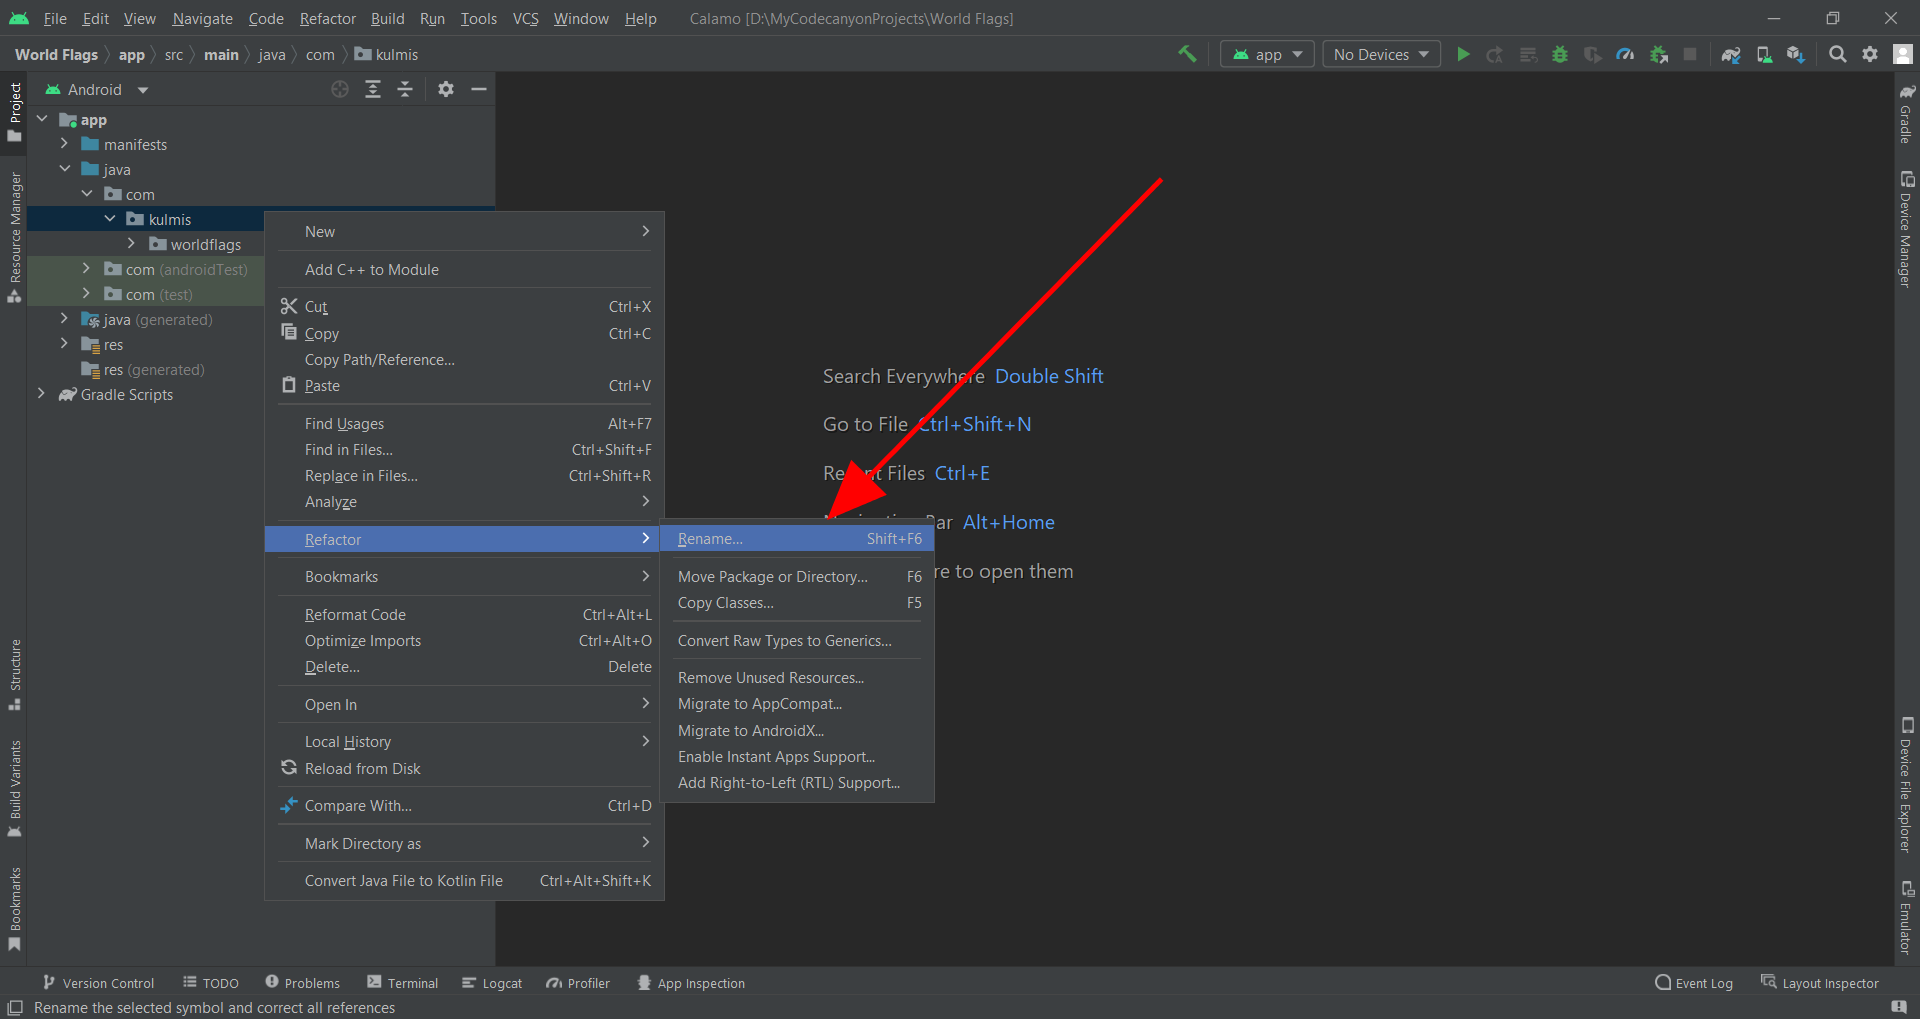 File Edit View Navigate Code Refactor Build Run Tools VCS Window Help Calamo [D:\MyCodecanyonProjects\World Flags]
World Flags app src main java com kulmis app No Devices
Project
Resource Manager
Structure
Build Variants
Bookmarks
Android
app
manifests
java
com
kulmis
worldflags
com (androidTest)
com (test)
java (generated)
res
res (generated)
Gradle Scripts
New
Add C++ to Module
Cut Ctrl+X
Copy Ctrl+C
Copy Path/Reference...
Paste Ctrl+V
Find Usages Alt+F7
Find in Files... Ctrl+Shift+F
Replace in Files... Ctrl+Shift+R
Analyze
Refactor
Bookmarks
Reformat Code Ctrl+Alt+L
Optimize Imports Ctrl+Alt+O
Delete... Delete
Open In
Local History
Reload from Disk
Compare With... Ctrl+D
Mark Directory as
Convert Java File to Kotlin File Ctrl+Alt+Shift+K
Rename... Shift+F6
Move Package or Directory... F6
Copy Classes... F5
Convert Raw Types to Generics...
Remove Unused Resources...
Migrate to AppCompat...
Migrate to AndroidX...
Enable Instant Apps Support...
Add Right-to-Left (RTL) Support...
Search Everywhere Double Shift
Go to File Ctrl+Shift+N
Recent Files Ctrl+E
Navigation Bar Alt+Home
re to open them
Gradle
Device Manager
Device File Explorer
Emulator
Version Control TODO Problems Terminal Logcat Profiler App Inspection Event Log Layout Inspector
Rename the selected symbol and correct all references